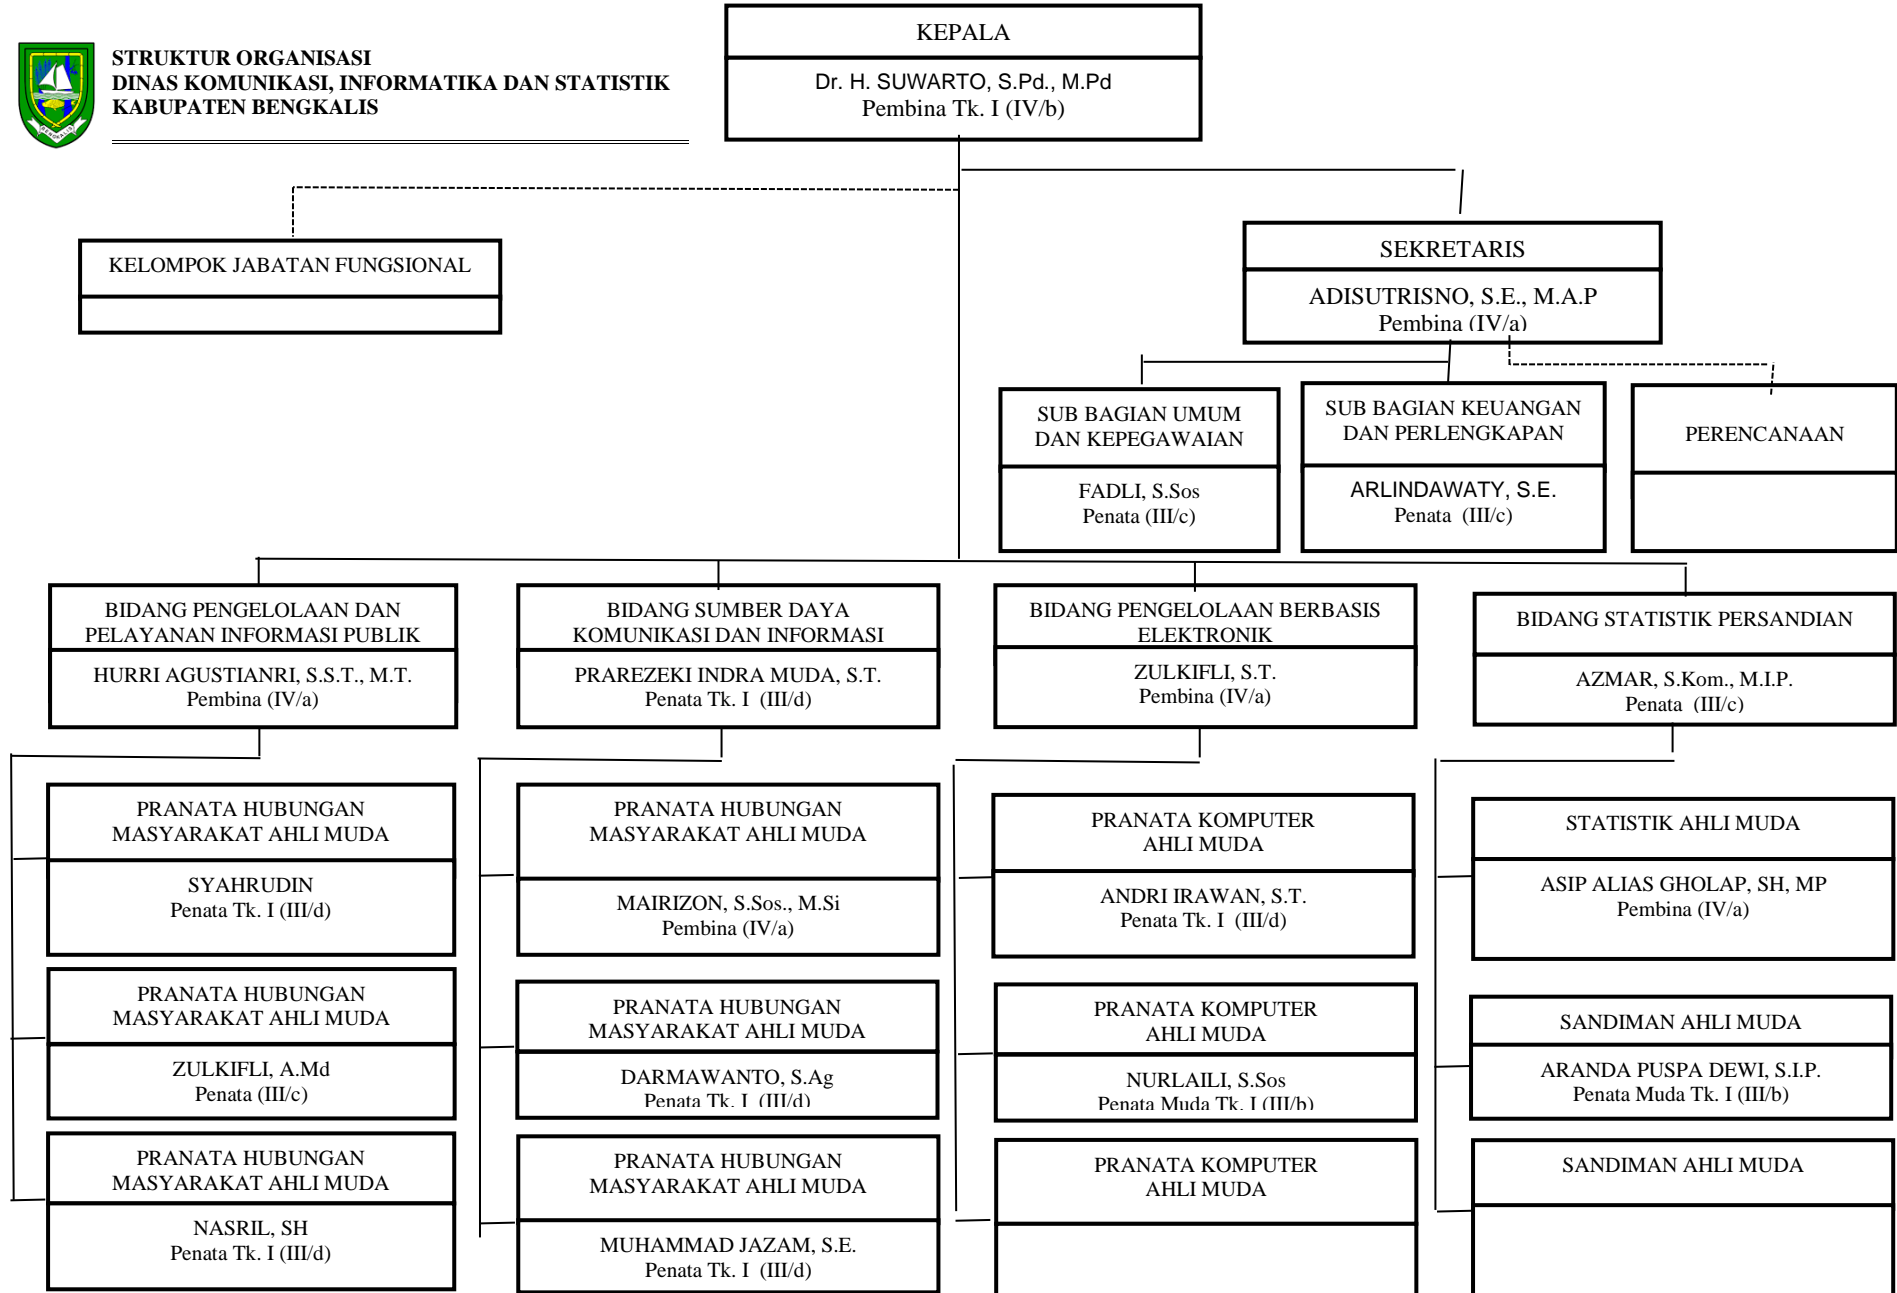 STRUKTUR ORGANISASI
DINAS KOMUNIKASI, INFORMATIKA DAN STATISTIK
KABUPATEN BENGKALIS
BENGKALIS
KEPALA
Dr. H. SUWARTO, S.Pd., M.Pd
Pembina Tk. I (IV/b)
KELOMPOK JABATAN FUNGSIONAL
SEKRETARIS
ADISUTRISNO, S.E., M.A.P
Pembina (IV/a)
SUB BAGIAN UMUM
DAN KEPEGAWAIAN
FADLI, S.Sos
Penata (III/c)
SUB BAGIAN KEUANGAN
DAN PERLENGKAPAN
ARLINDAWATY, S.E.
Penata (III/c)
PERENCANAAN
BIDANG PENGELOLAAN DAN
PELAYANAN INFORMASI PUBLIK
HURRI AGUSTIANRI, S.S.T., M.T.
Pembina (IV/a)
BIDANG SUMBER DAYA
KOMUNIKASI DAN INFORMASI
PRAREZEKI INDRA MUDA, S.T.
Penata Tk. I (III/d)
BIDANG PENGELOLAAN BERBASIS
ELEKTRONIK
ZULKIFLI, S.T.
Pembina (IV/a)
BIDANG STATISTIK PERSANDIAN
AZMAR, S.Kom., M.I.P.
Penata (III/c)
PRANATA HUBUNGAN
MASYARAKAT AHLI MUDA
SYAHRUDIN
Penata Tk. I (III/d)
PRANATA HUBUNGAN
MASYARAKAT AHLI MUDA
ZULKIFLI, A.Md
Penata (III/c)
PRANATA HUBUNGAN
MASYARAKAT AHLI MUDA
NASRIL, SH
Penata Tk. I (III/d)
PRANATA HUBUNGAN
MASYARAKAT AHLI MUDA
MAIRIZON, S.Sos., M.Si
Pembina (IV/a)
PRANATA HUBUNGAN
MASYARAKAT AHLI MUDA
DARMAWANTO, S.Ag
Penata Tk. I (III/d)
PRANATA HUBUNGAN
MASYARAKAT AHLI MUDA
MUHAMMAD JAZAM, S.E.
Penata Tk. I (III/d)
PRANATA KOMPUTER
AHLI MUDA
ANDRI IRAWAN, S.T.
Penata Tk. I (III/d)
PRANATA KOMPUTER
AHLI MUDA
NURLAILI, S.Sos
Penata Muda Tk. I (III/b)
PRANATA KOMPUTER
AHLI MUDA
STATISTIK AHLI MUDA
ASIP ALIAS GHOLAP, SH, MP
Pembina (IV/a)
SANDIMAN AHLI MUDA
ARANDA PUSPA DEWI, S.I.P.
Penata Muda Tk. I (III/b)
SANDIMAN AHLI MUDA